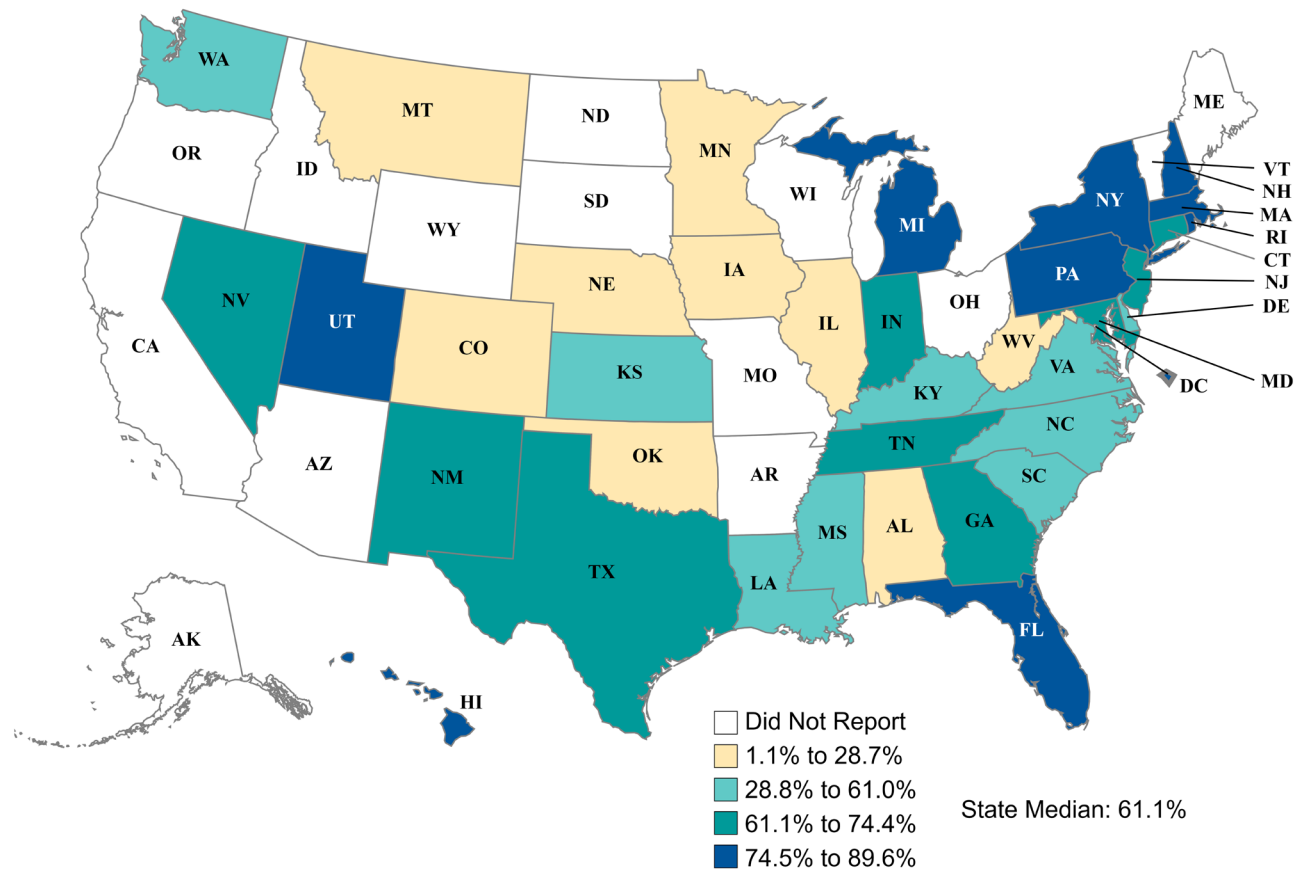 WA
MT
ND
MN
ME
OR
ID
SD
WI
VT
NH
WY
MI
NY
MA
RI
CT
NJ
DE
NV
UT
CO
NE
IA
IL
IN
OH
PA
WV
VA
MD
DC
CA
KS
MO
KY
NC
TN
SC
AZ
NM
OK
AR
MS
AL
GA
TX
LA
FL
AK
HI
Did Not Report
1.1% to 28.7%
28.8% to 61.0%
61.1% to 74.4%
74.5% to 89.6%
State Median: 61.1%